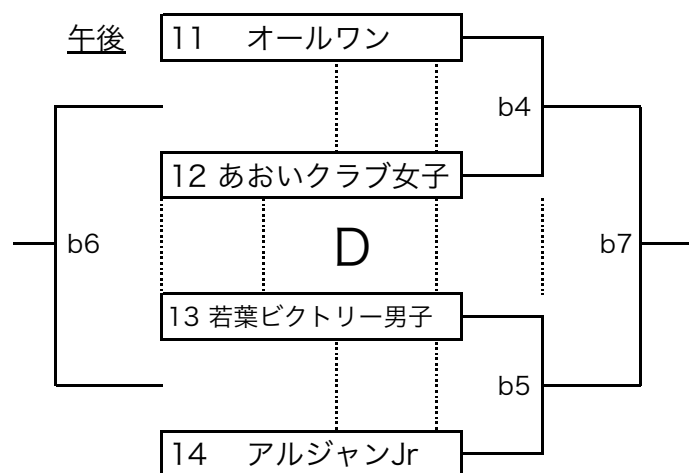 午後
11 オールワン
b4
12 あおいクラブ女子
b6
D
b7
13 若葉ビクトリー男子
b5
14 アルジャンJr